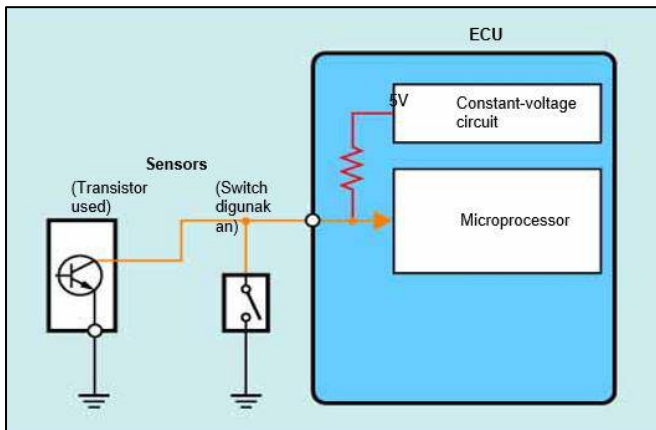 ECU
5V
Constant-voltage
circuit
Sensors
(Transistor
used)
(Switch
digunak
an)
Microprocessor